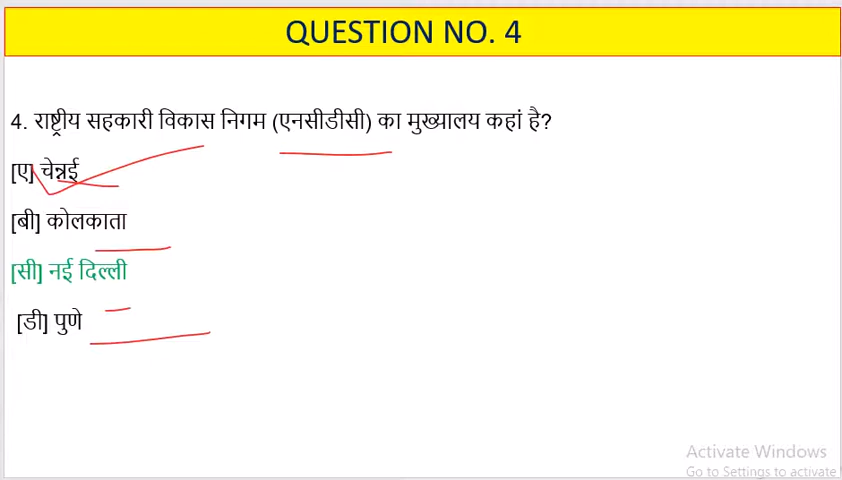 QUESTION NO. 4
4. राष्ट्रीय सहकारी विकास निगम (एनसीडीसी) का मुख्यालय कहां है?
[ए] चेन्नई
[बी] कोलकाता
[सी] नई दिल्ली
[डी] पुणे
Activate Windows
Go to Settings to activate